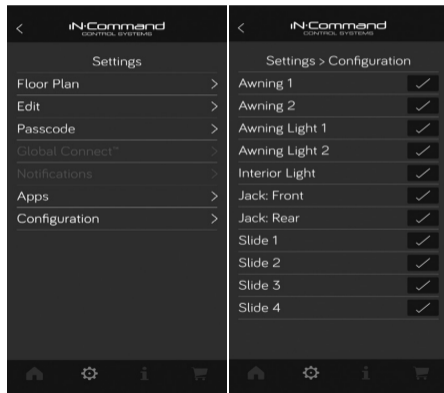 iN·Command
CONTROL SYSTEMS
Settings
Floor Plan
Edit
Passcode
Global Connect™
Notifications
Apps
Configuration
iN·Command
CONTROL SYSTEMS
Settings > Configuration
Awning 1
Awning 2
Awning Light 1
Awning Light 2
Interior Light
Jack: Front
Jack: Rear
Slide 1
Slide 2
Slide 3
Slide 4